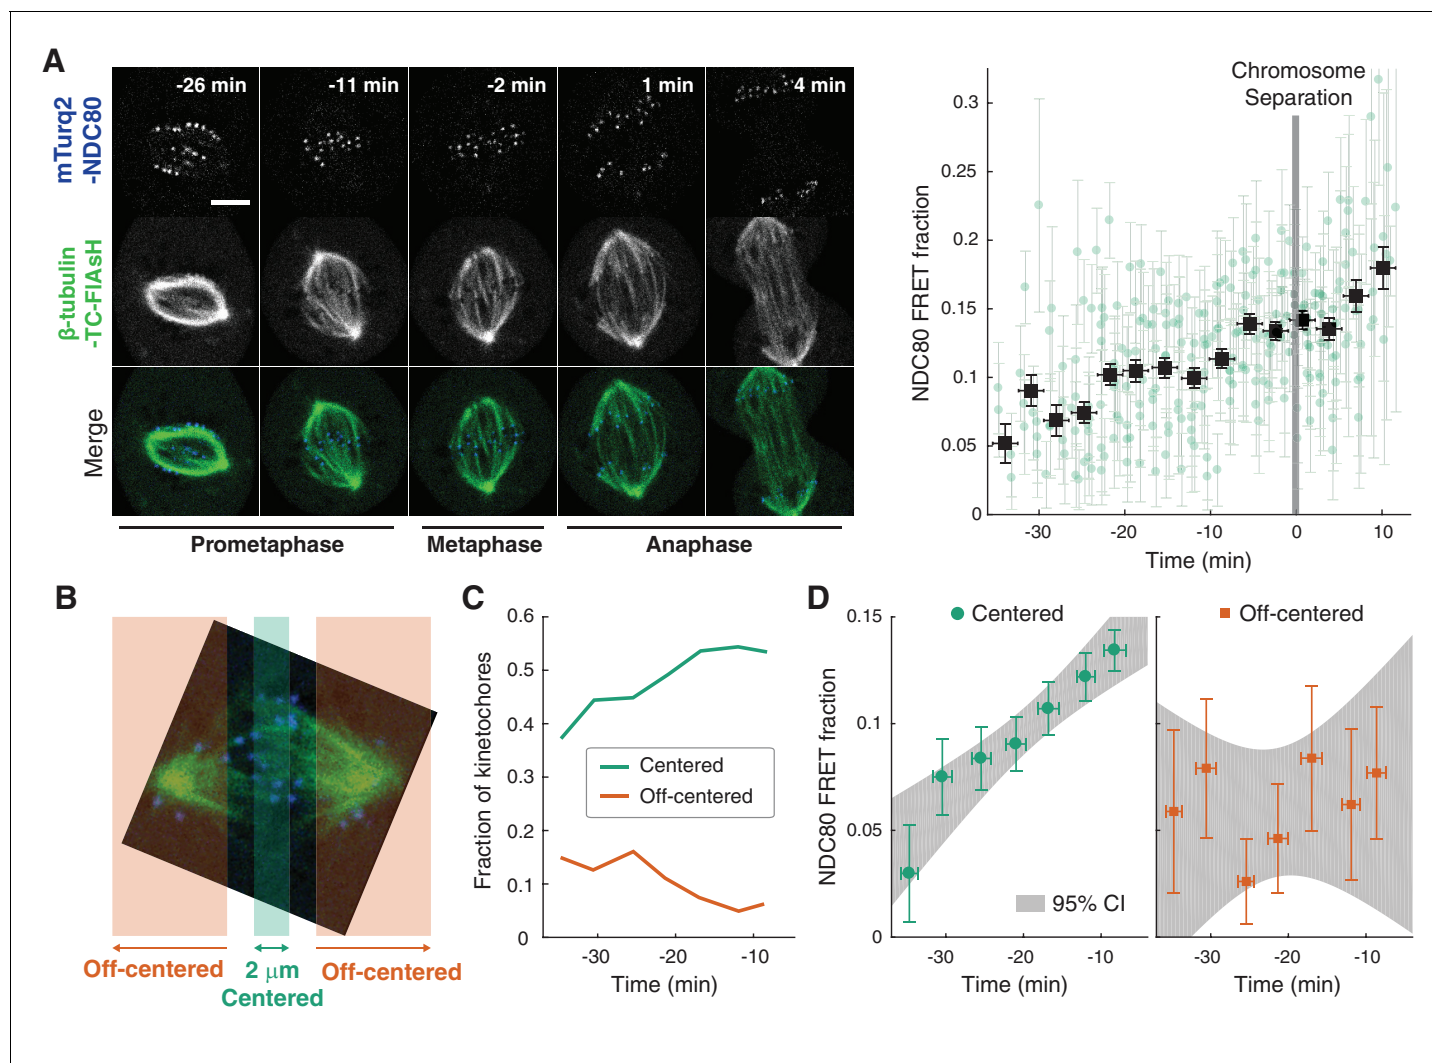 A
-26 min
-11 min
-2 min
1 min
4 min
mTurq2
-NDC80
β-tubulin
-TC-FlAsH
Merge
Prometaphase
Metaphase
Anaphase
Chromosome
Separation
NDC80 FRET fraction
0.3
0.25
0.2
0.15
0.1
0.05
0
-30
-20
-10
0
10
Time (min)
B
Off-centered
2 μm
Centered
Off-centered
C
Fraction of kinetochores
0.6
0.5
0.4
0.3
0.2
0.1
0
Centered
Off-centered
-30
-20
-10
Time (min)
D
NDC80 FRET fraction
0.15
0.1
0.05
0
Centered
95% CI
-30
-20
-10
Time (min)
Off-centered
-30
-20
-10
Time (min)